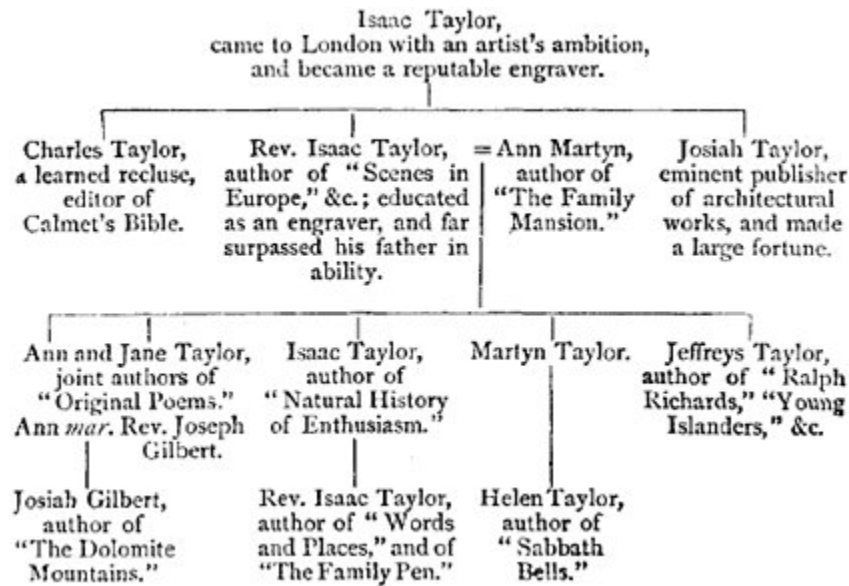 Isaac Taylor,
came to London with an artist's ambition,
and became a reputable engraver.
Charles Taylor,
a learned recluse,
editor of
Calmet's Bible.
Rev. Isaac Taylor,
author of "Scenes in
Europe," &c.; educated
as an engraver, and far
surpassed his father in
ability.
= Ann Martyn,
author of
"The Family
Mansion."
Josiah Taylor,
eminent publisher
of architectural
works, and made
a large fortune.
Ann and Jane Taylor,
joint authors of
"Original Poems."
Ann mar. Rev. Joseph
Gilbert.
Isaac Taylor,
author of
"Natural History
of Enthusiasm."
Martyn Taylor.
Jeffreys Taylor,
author of "Ralph
Richards," "Young
Islanders," &c.
Josiah Gilbert,
author of
"The Dolomite
Mountains."
Rev. Isaac Taylor,
author of "Words
and Places," and of
"The Family Pen."
Helen Taylor,
author of
"Sabbath
Bells."